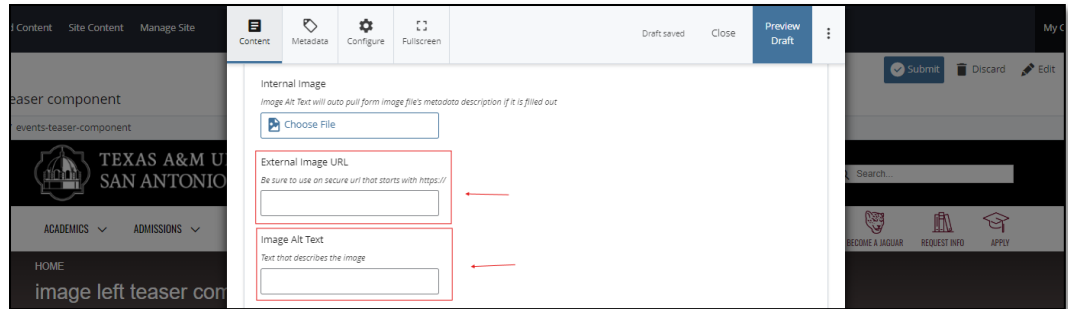 d Content Site Content Manage Site
Content Metadata Configure Fullscreen
Draft saved Close Preview Draft
My C
Submit Discard Edit
easer component
events-teaser-component
Internal Image
Image Alt Text will auto pull form image file's metadata description if it is filled out
Choose File
External Image URL
Be sure to use an secure url that starts with https://
Image Alt Text
Text that describes the image
TEXAS A&M U
SAN ANTONIO
Search...
ACADEMICS ADMISSIONS
BECOME A JAGUAR REQUEST INFO APPLY
HOME
image left teaser com